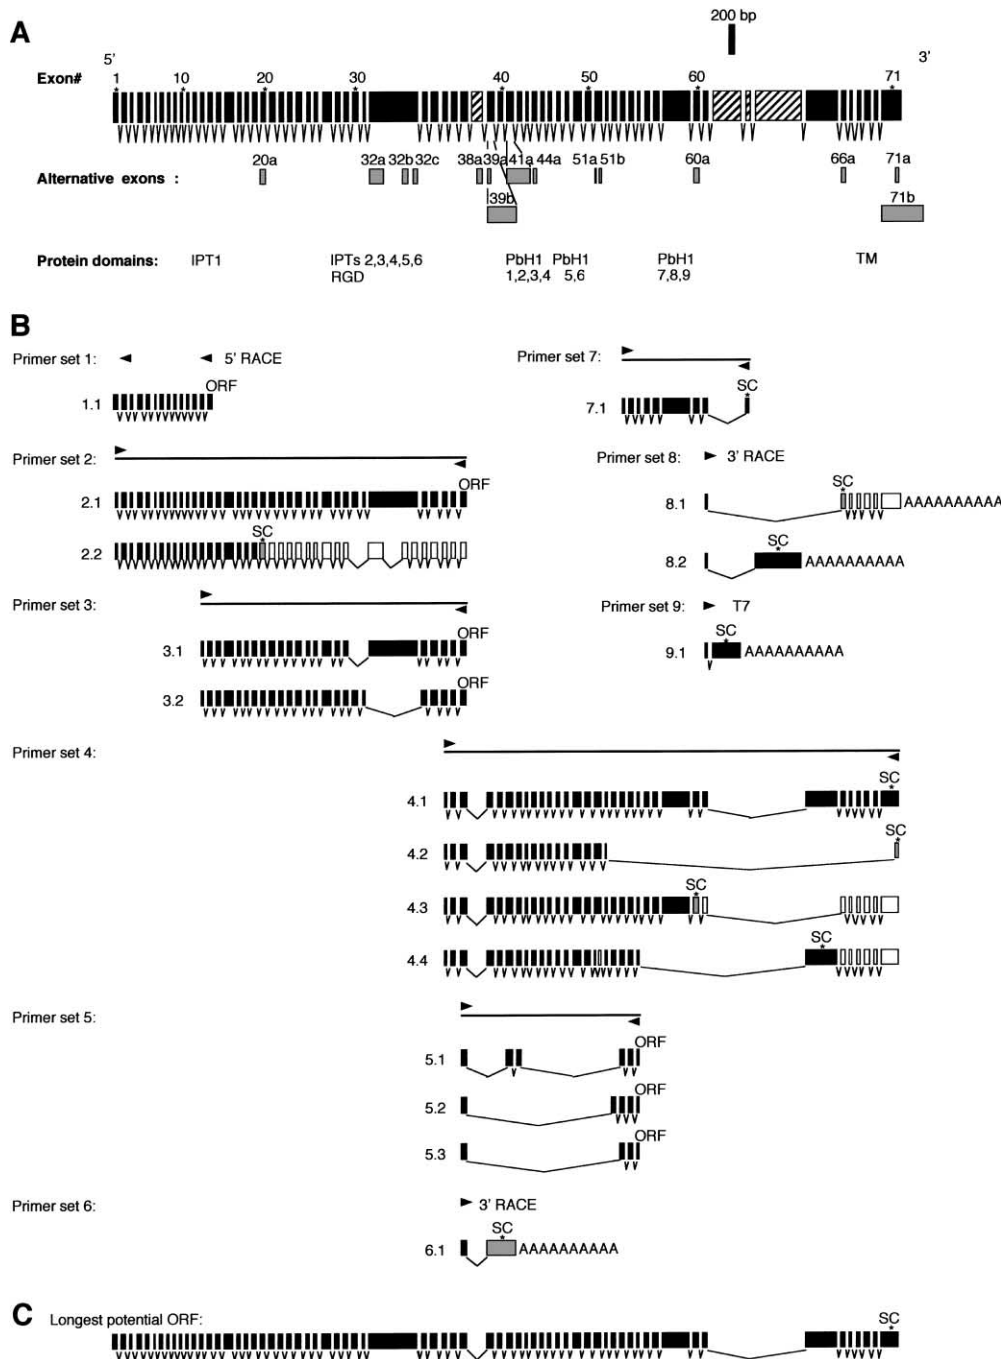 200 bp
A
5' 3'
Exon# 1 10 20 30 40 50 60 71
20a 32a 32b 32c 38a 39a 41a 44a 51a 51b 60a 66a 71a
Alternative exons :
39b 71b
Protein domains: IPT1 IPTs 2,3,4,5,6 PbH1 PbH1 PbH1 TM
RGD 1,2,3,4 5,6 7,8,9
B
Primer set 1: 5' RACE
ORF
1.1
Primer set 2:
ORF
2.1
SC
2.2
Primer set 3:
ORF
3.1
ORF
3.2
Primer set 7:
SC
7.1
Primer set 8: 3' RACE
SC
8.1 AAAAAAAAAA
SC
8.2 AAAAAAAAAA
Primer set 9: T7
SC
9.1 AAAAAAAAAA
Primer set 4:
SC
4.1
SC
4.2
SC
4.3
SC
4.4
Primer set 5:
ORF
5.1
ORF
5.2
ORF
5.3
Primer set 6: 3' RACE
SC
6.1 AAAAAAAAAA
C Longest potential ORF:
SC